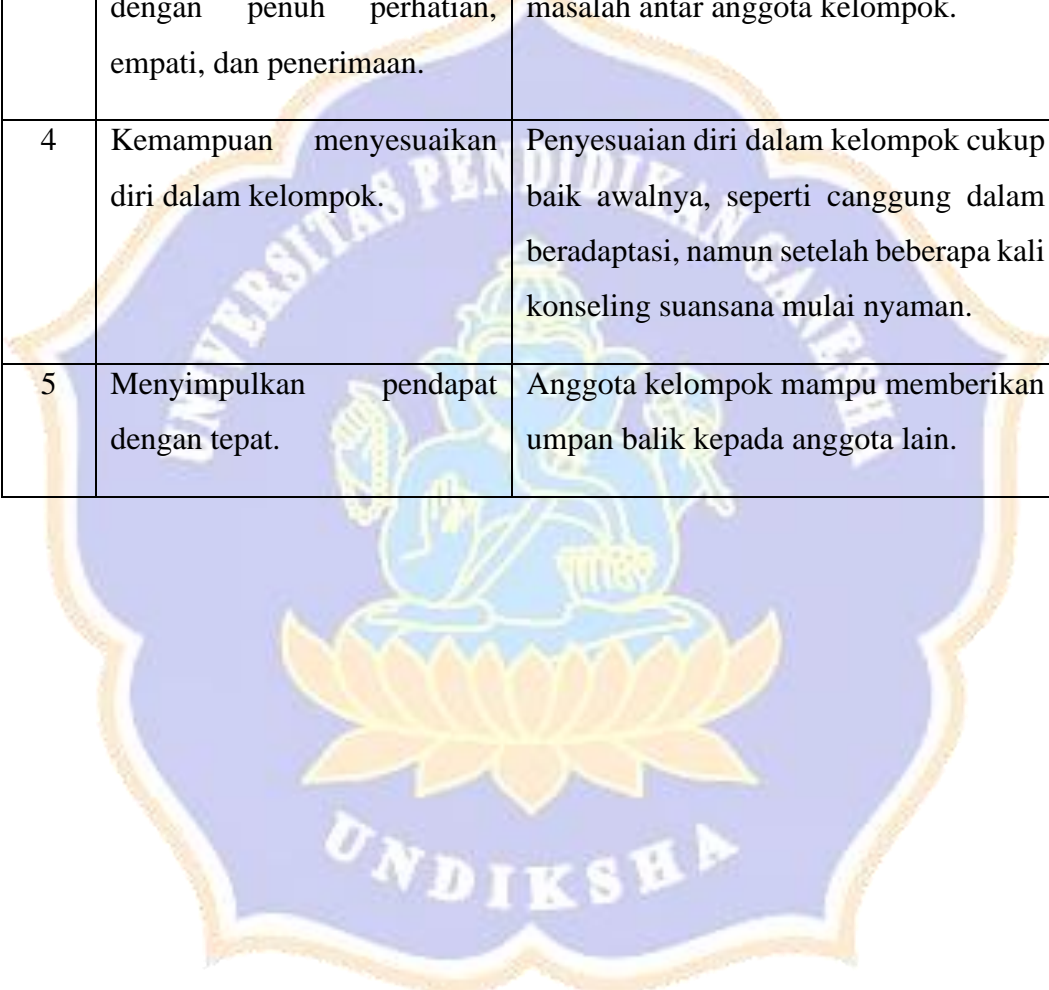 dengan penuh perhatian,
empati, dan penerimaan.
masalah antar anggota kelompok.
4
Kemampuan menyesuaikan
diri dalam kelompok.
Penyesuaian diri dalam kelompok cukup
baik awalnya, seperti canggung dalam
beradaptasi, namun setelah beberapa kali
konseling suansana mulai nyaman.
5
Menyimpulkan pendapat
dengan tepat.
Anggota kelompok mampu memberikan
umpan balik kepada anggota lain.
UNIVERSITAS PENDIDIKAN GANESHA
UNDIKSHA